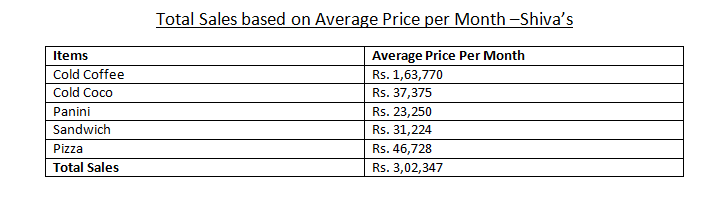 Total Sales based on Average Price per Month –Shiva’s
Items Average Price Per Month
Cold Coffee Rs. 1,63,770
Cold Coco Rs. 37,375
Panini Rs. 23,250
Sandwich Rs. 31,224
Pizza Rs. 46,728
Total Sales Rs. 3,02,347